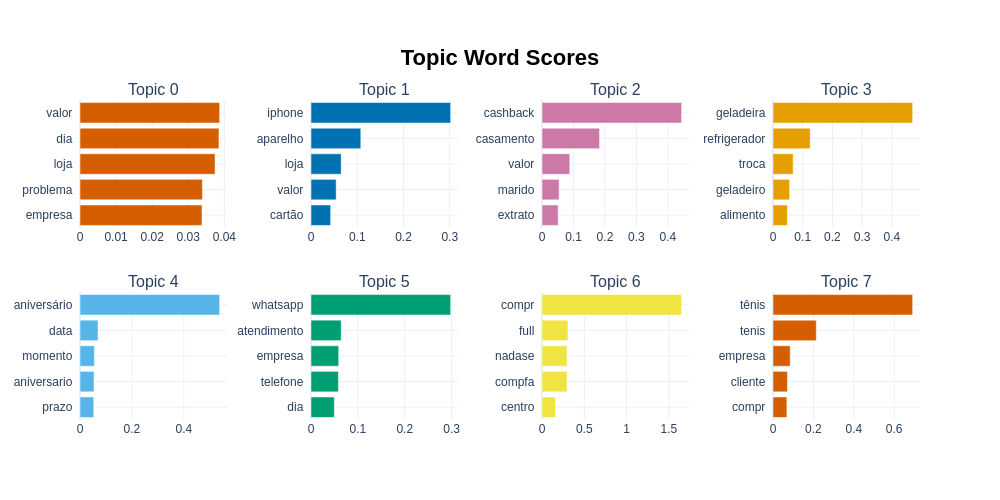 Topic Word Scores
Topic 0
valor
dia
loja
problema
empresa
0 0.01 0.02 0.03 0.04
Topic 1
iphone
aparelho
loja
valor
cartão
0 0.1 0.2 0.3
Topic 2
cashback
casamento
valor
marido
extrato
0 0.1 0.2 0.3 0.4
Topic 3
geladeira
refrigerador
troca
geladeiro
alimento
0 0.1 0.2 0.3 0.4
Topic 4
aniversário
data
momento
aniversario
prazo
0 0.2 0.4
Topic 5
whatsapp
atendimento
empresa
telefone
dia
0 0.1 0.2 0.3
Topic 6
compr
full
nadase
compfa
centro
0 0.5 1 1.5
Topic 7
tênis
tenis
empresa
cliente
compr
0 0.2 0.4 0.6